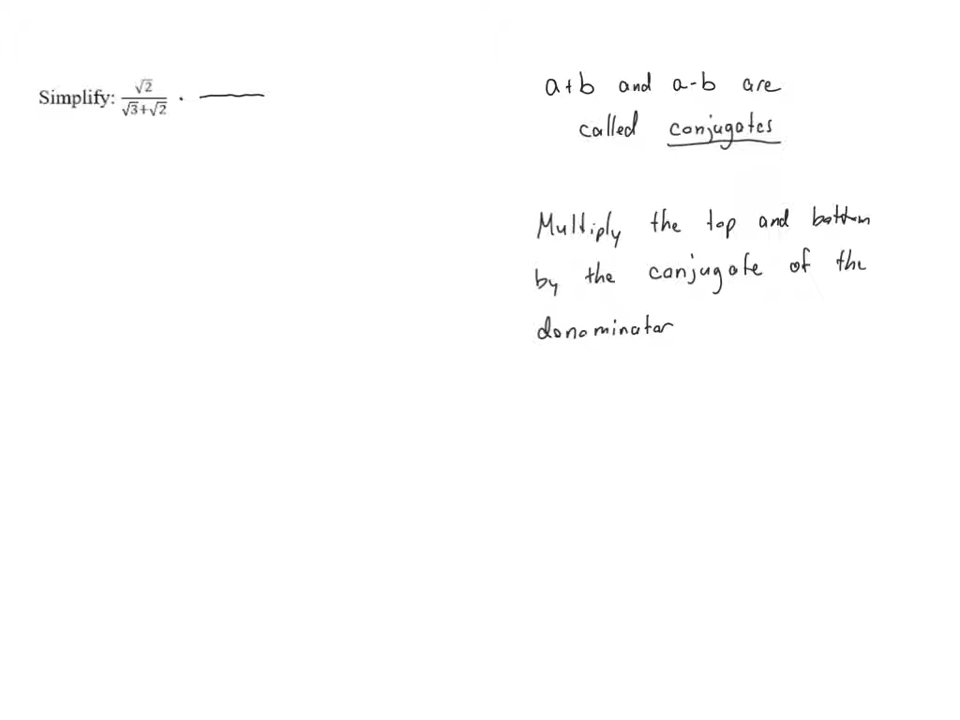 Simplify: √2/(√3+√2) · ——
a+b and a-b are
called conjugates
Multiply the top and bottom
by the conjugate of the
donominator